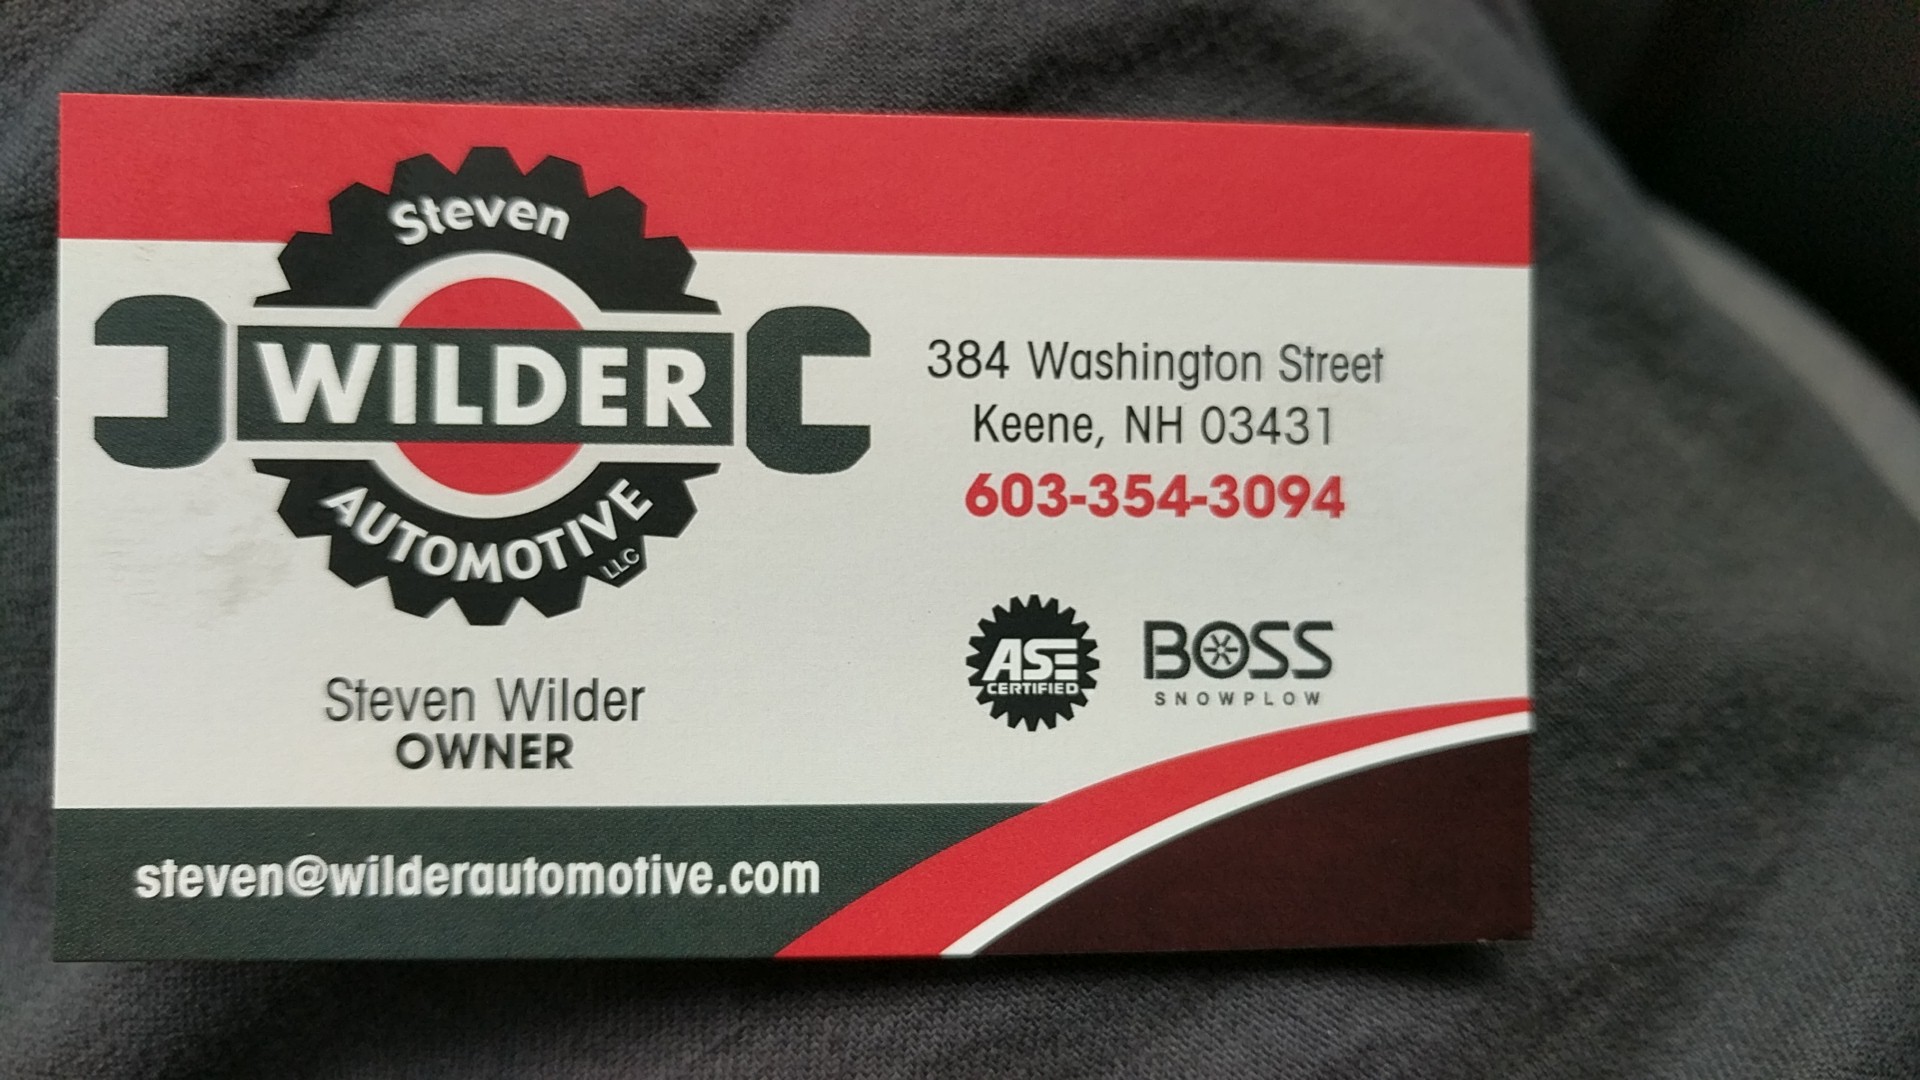 Steven
WILDER
AUTOMOTIVE
LLC
Steven Wilder
OWNER
steven@wilderautomotive.com
384 Washington Street
Keene, NH 03431
603-354-3094
ASE
CERTIFIED
BOSS
SNOWPLOW